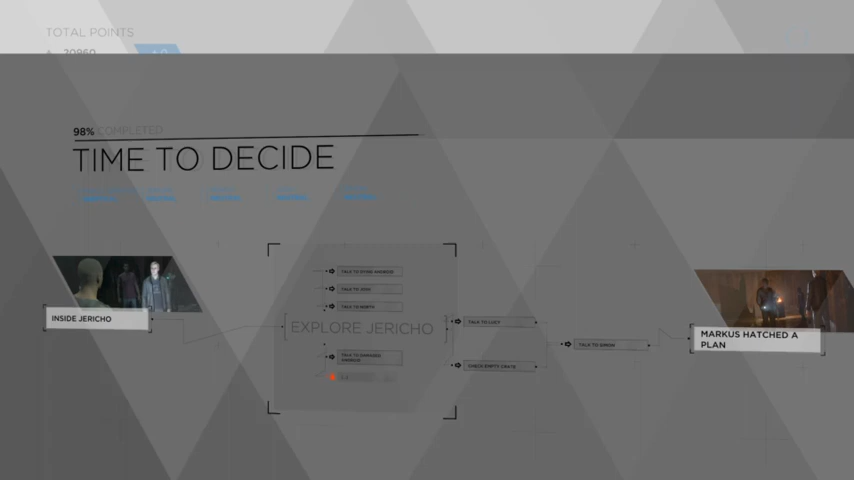 TOTAL POINTS
20960
98% COMPLETED
TIME TO DECIDE
TALK TO DYING ANDROID
TALK TO JOSH
TALK TO NORTH
EXPLORE JERICHO
TALK TO LUCY
INSIDE JERICHO
TALK TO SIMON
MARKUS HATCHED A
PLAN
TALK TO DAMAGED
ANDROID
CHECK EMPTY CRATE